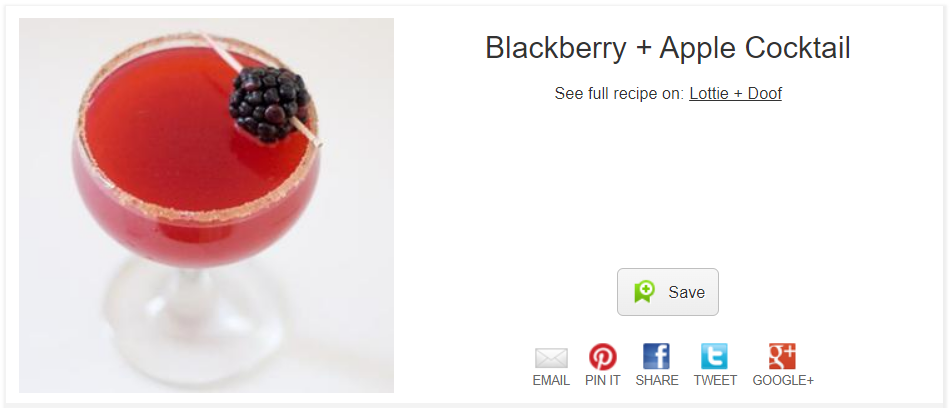 Blackberry + Apple Cocktail
See full recipe on: Lottie + Doof
Save
EMAIL PIN IT SHARE TWEET GOOGLE+